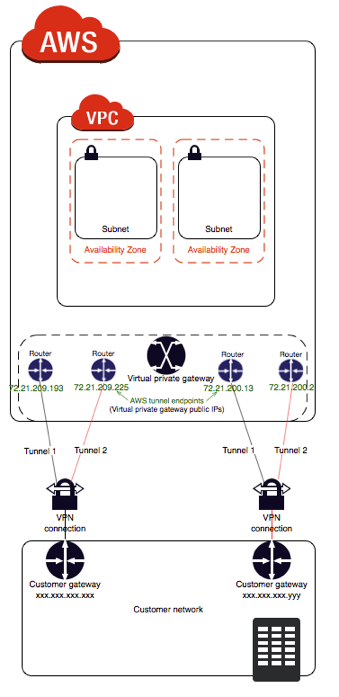 AWS
VPC
Subnet
Subnet
Availability Zone
Availability Zone
Router
Router
Router
Router
Virtual private gateway
72.21.209.193
72.21.209.225
72.21.200.13
72.21.200.2
AWS tunnel endpoints
(Virtual private gateway public IPs)
Tunnel 1
Tunnel 2
Tunnel 1
Tunnel 2
VPN
connection
VPN
connection
Customer gateway
xxx.xxx.xxx.xxx
Customer gateway
xxx.xxx.xxx.yyy
Customer network